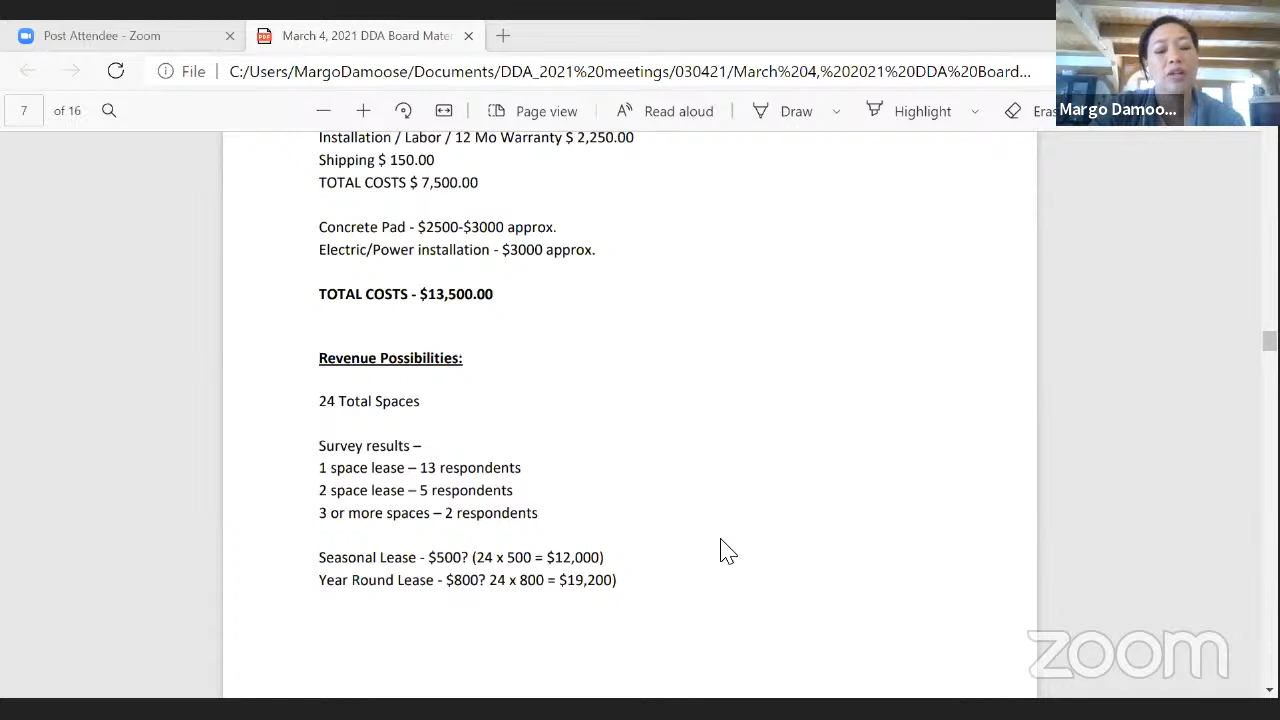 Post Attendee - Zoom
March 4, 2021 DDA Board Mater
File
C:/Users/MargoDamoose/Documents/DDA_2021%20meetings/030421/March%204,%202021%20DDA%20Board...
7 of 16
Page view
Read aloud
Draw
Highlight
Eras
Margo Damoo...
Installation / Labor / 12 Mo Warranty $ 2,250.00
Shipping $ 150.00
TOTAL COSTS $ 7,500.00
Concrete Pad - $2500-$3000 approx.
Electric/Power installation - $3000 approx.
TOTAL COSTS - $13,500.00
Revenue Possibilities:
24 Total Spaces
Survey results –
1 space lease – 13 respondents
2 space lease – 5 respondents
3 or more spaces – 2 respondents
Seasonal Lease - $500? (24 x 500 = $12,000)
Year Round Lease - $800? 24 x 800 = $19,200)
zoom